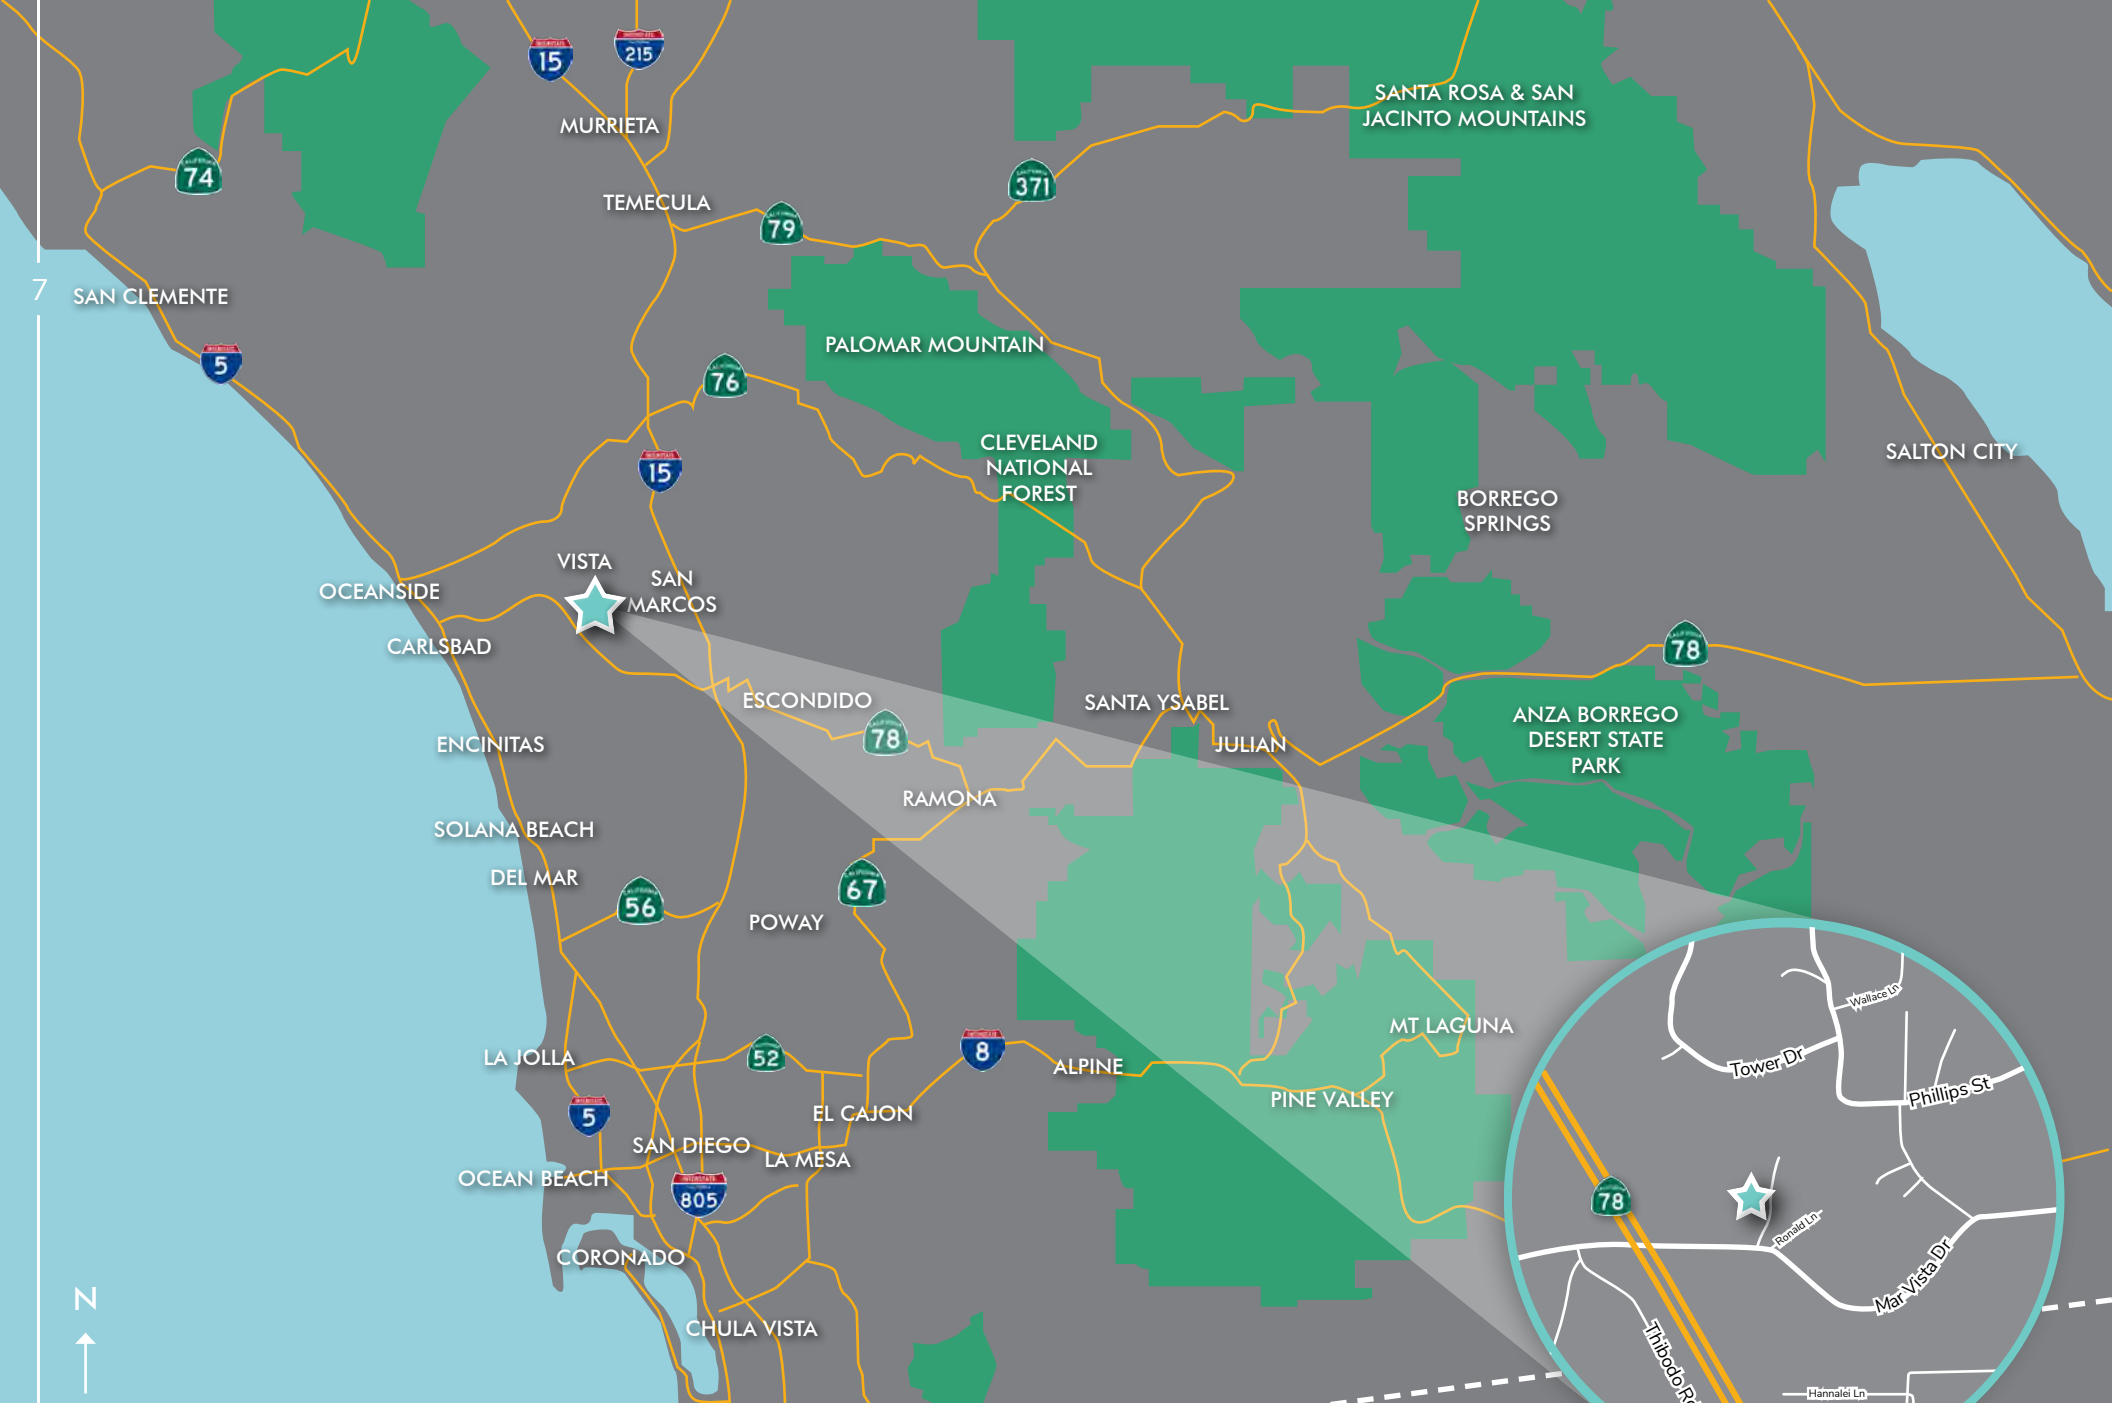 15
215
SANTA ROSA & SAN
JACINTO MOUNTAINS
MURRIETA
74
371
TEMECULA
79
7
SAN CLEMENTE
5
PALOMAR MOUNTAIN
76
CLEVELAND
NATIONAL
FOREST
15
SALTON CITY
BORREGO
SPRINGS
VISTA
SAN
MARCOS
OCEANSIDE
CARLSBAD
78
ESCONDIDO
78
SANTA YSABEL
ANZA BORREGO
DESERT STATE
PARK
ENCINITAS
JULIAN
RAMONA
SOLANA BEACH
DEL MAR
56
67
POWAY
Wallace Ln
MT LAGUNA
LA JOLLA
52
8
ALPINE
Tower Dr
Phillips St
PINE VALLEY
5
EL CAJON
SAN DIEGO
LA MESA
OCEAN BEACH
805
78
Ronald Ln
CORONADO
Mar Vista Dr
N
CHULA VISTA
Thibodo Rd
Hannalei Ln